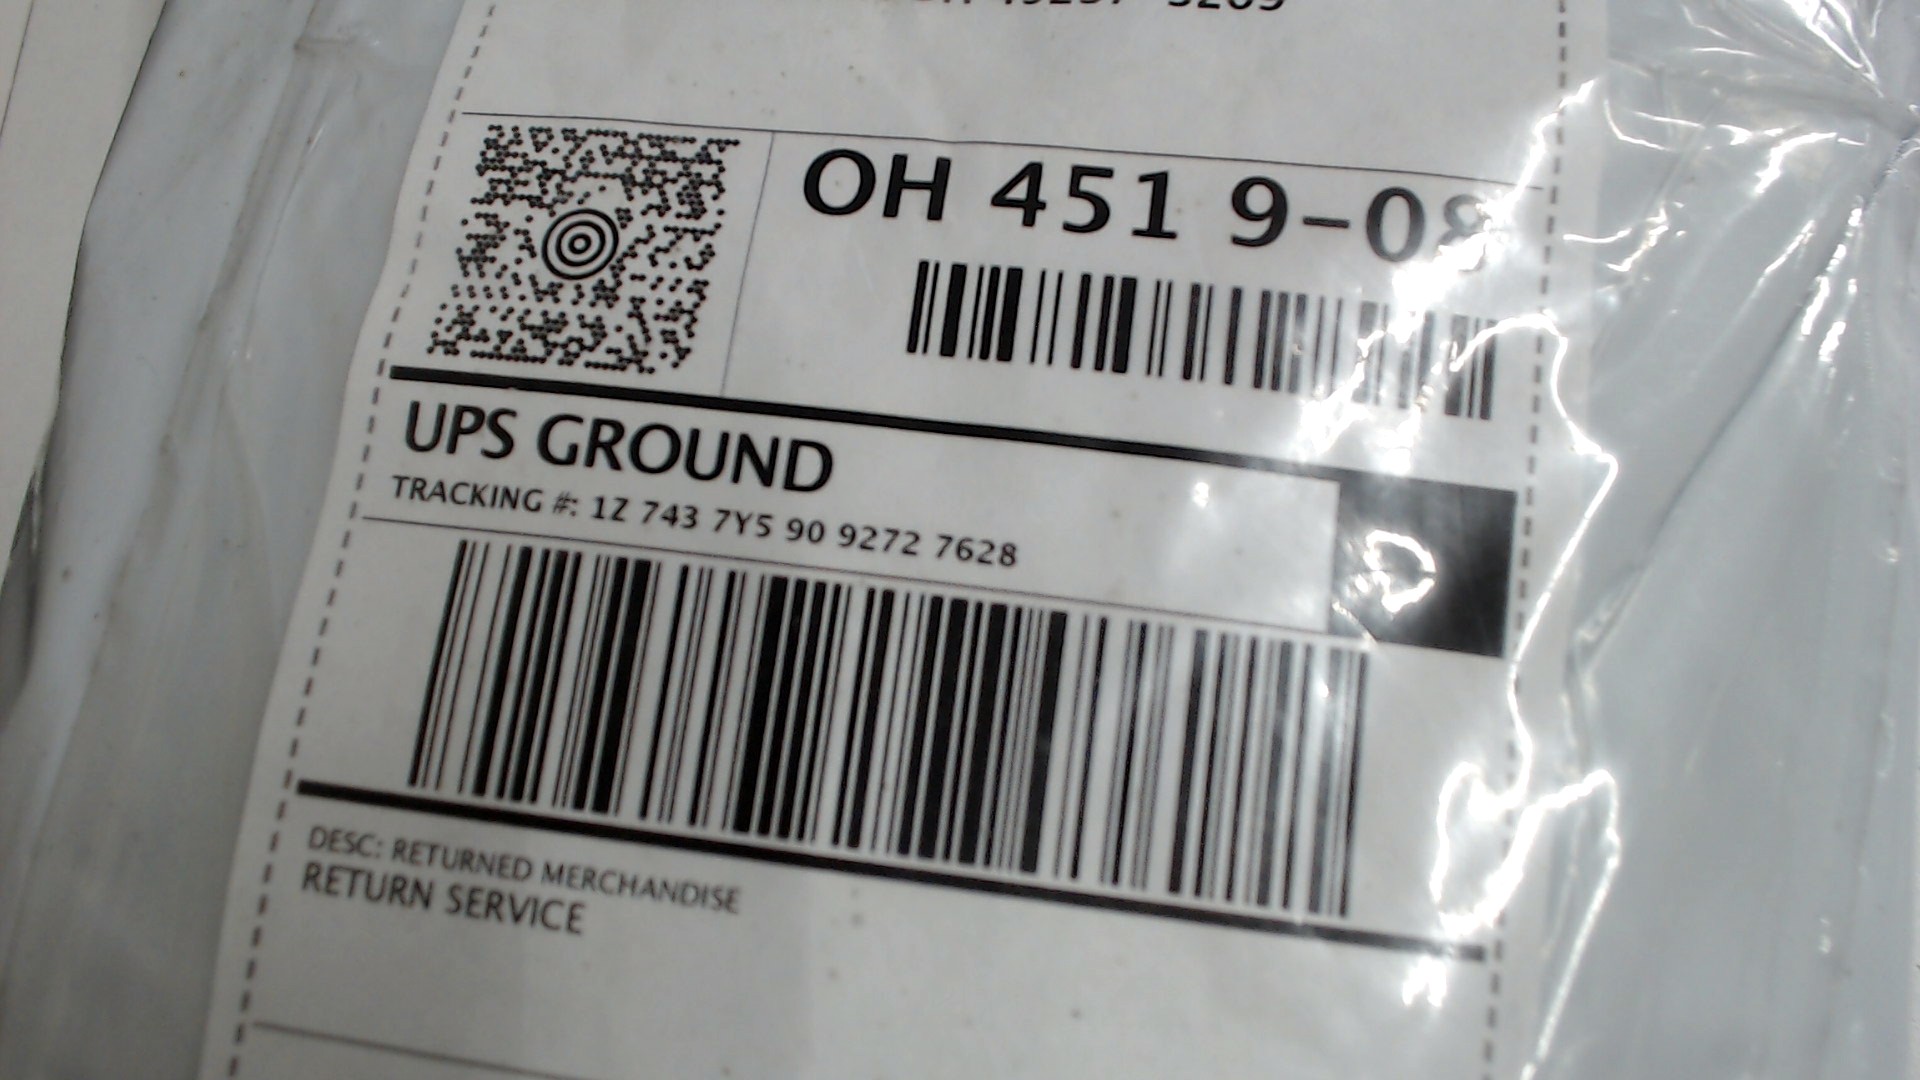 OH 451 9-08
UPS GROUND
TRACKING #: 1Z 743 7Y5 90 9272 7628
DESC: RETURNED MERCHANDISE
RETURN SERVICE